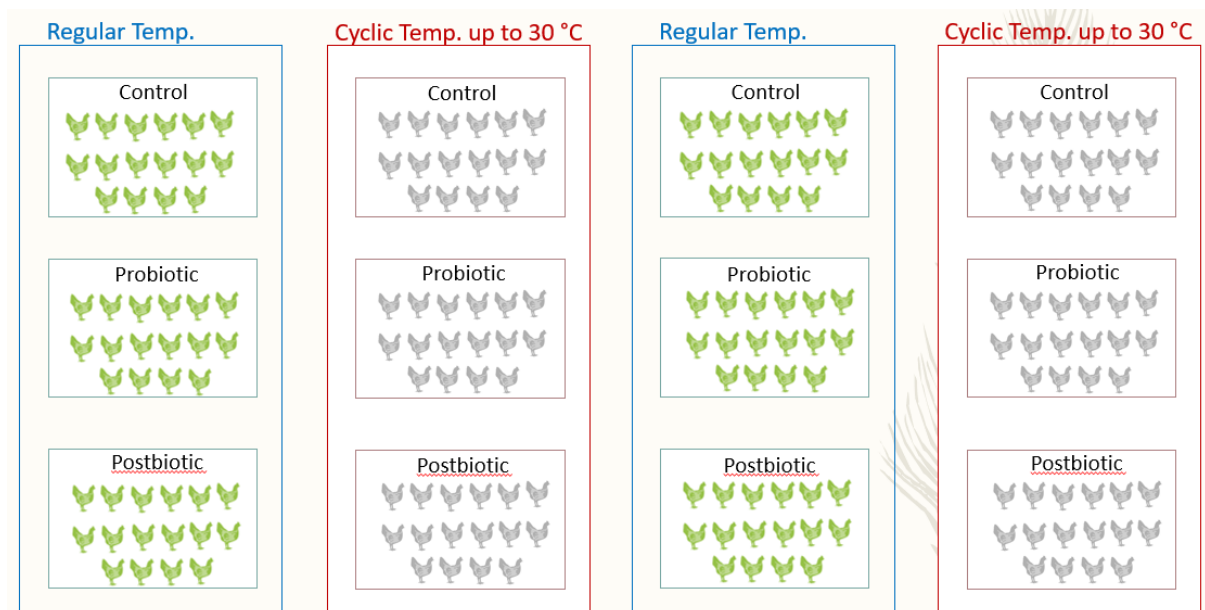 Regular Temp.
Cyclic Temp. up to 30 °C
Regular Temp.
Cyclic Temp. up to 30 °C
Control
Control
Control
Control
Probiotic
Probiotic
Probiotic
Probiotic
Postbiotic
Postbiotic
Postbiotic
Postbiotic